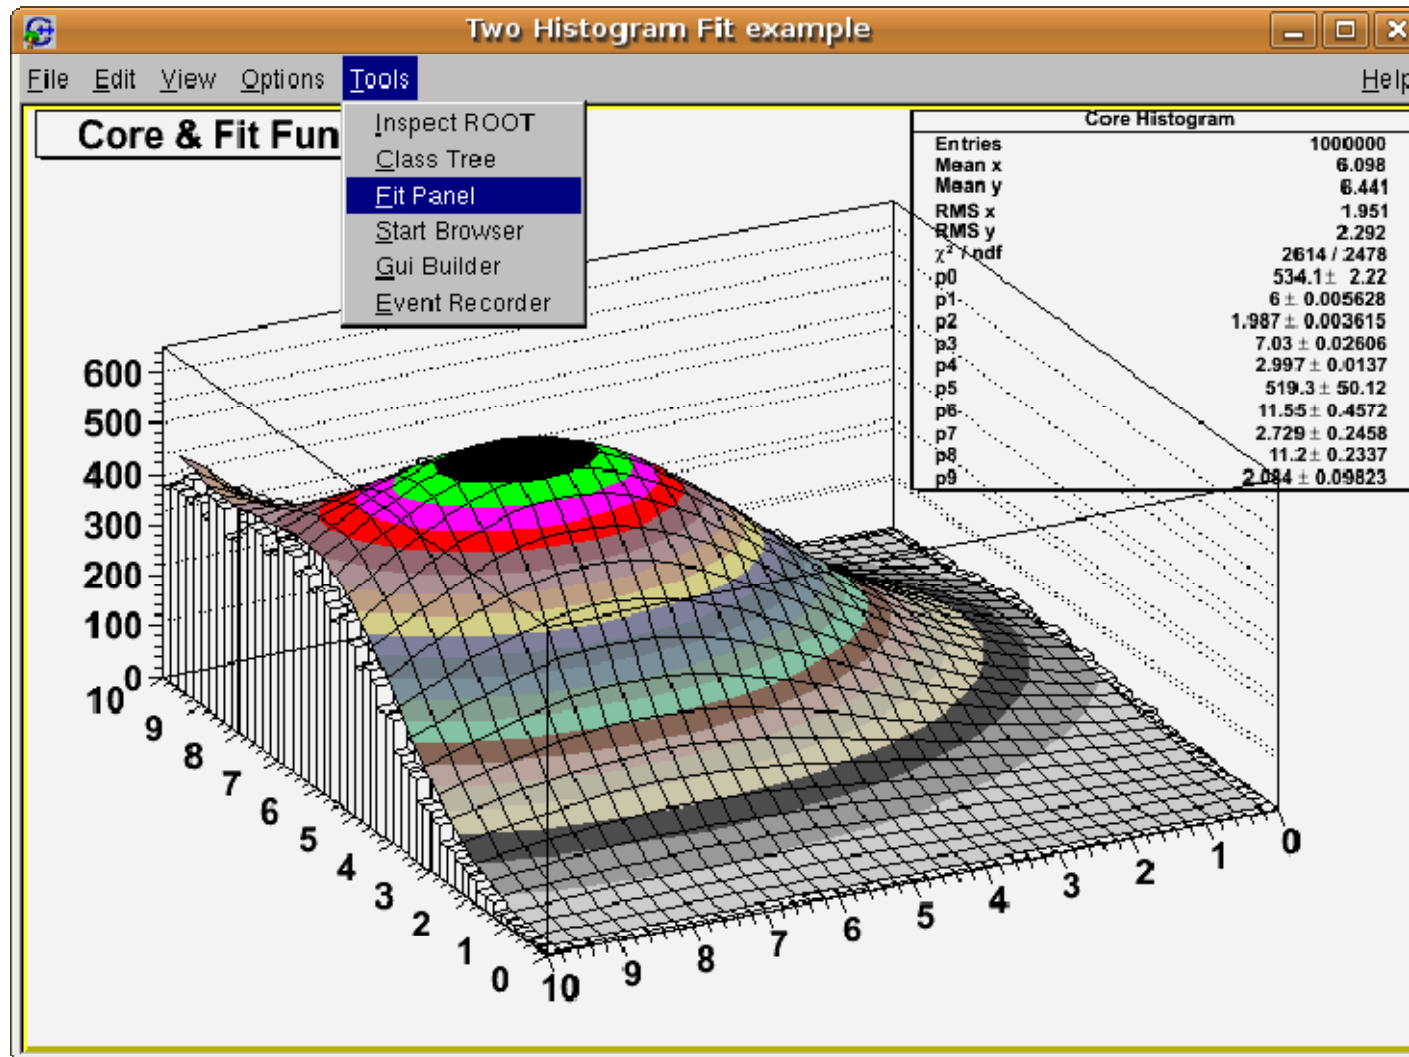 Two Histogram Fit example
File Edit View Options Tools Help
Inspect ROOT
Class Tree
Fit Panel
Start Browser
Gui Builder
Event Recorder
Core & Fit Fun
Core Histogram
Entries 1000000
Mean x 6.098
Mean y 6.441
RMS x 1.951
RMS y 2.292
χ² / ndf 2614 / 2478
p0 534.1 ± 2.22
p1 6 ± 0.005628
p2 1.987 ± 0.003615
p3 7.03 ± 0.02606
p4 2.997 ± 0.0137
p5 519.3 ± 50.12
p6 11.55 ± 0.4572
p7 2.729 ± 0.2458
p8 11.2 ± 0.2337
p9 2.084 ± 0.09823
600
500
400
300
200
100
0
10 9 8 7 6 5 4 3 2 1 0
10 9 8 7 6 5 4 3 2 1 0